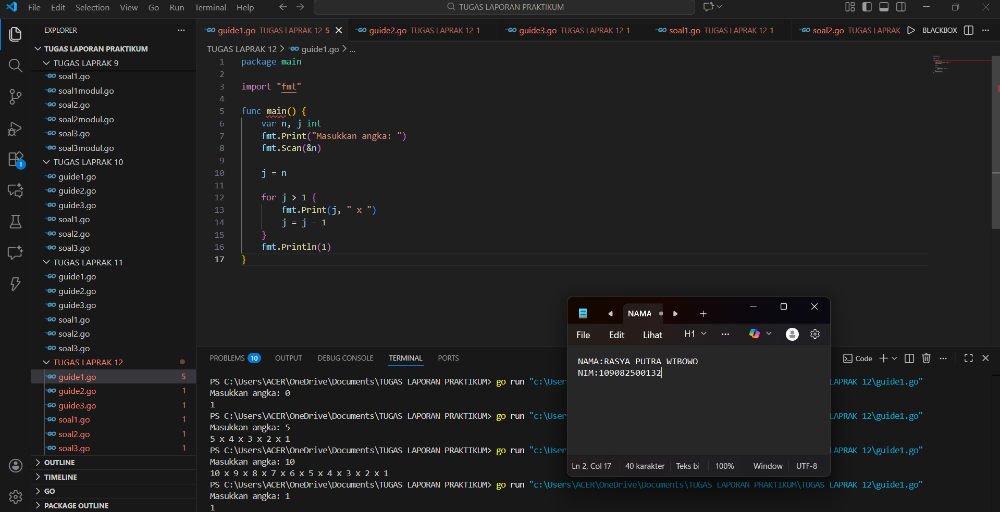 File Edit Selection View Go Run Terminal Help
TUGAS LAPORAN PRAKTIKUM
EXPLORER
TUGAS LAPORAN PRAKTIKUM
TUGAS LAPRAK 9
soal1.go
soal1modul.go
soal2.go
soal2modul.go
soal3.go
soal3modul.go
TUGAS LAPRAK 10
guide1.go
guide2.go
guide3.go
soal1.go
soal2.go
soal3.go
TUGAS LAPRAK 11
guide1.go
guide2.go
guide3.go
soal1.go
soal2.go
soal3.go
TUGAS LAPRAK 12
guide1.go 5
guide2.go 1
guide3.go 1
soal1.go 1
soal2.go 1
soal3.go 1
OUTLINE
TIMELINE
GO
PACKAGE OUTLINE
1
guide1.go TUGAS LAPRAK 12 5
guide2.go TUGAS LAPRAK 12 1
guide3.go TUGAS LAPRAK 12 1
soal1.go TUGAS LAPRAK 12 1
soal2.go TUGAS LAPRAK
BLACKBOX
TUGAS LAPRAK 12 > guide1.go > ...
1 package main
2
3 import "fmt"
4
5 func main() {
6 var n, j int
7 fmt.Print("Masukkan angka: ")
8 fmt.Scan(&n)
9
10 j = n
11
12 for j > 1 {
13 fmt.Print(j, " x ")
14 j = j - 1
15 }
16 fmt.Println(1)
17 }
PROBLEMS 10 OUTPUT DEBUG CONSOLE TERMINAL PORTS
Code
PS C:\Users\ACER\OneDrive\Documents\TUGAS LAPORAN PRAKTIKUM> go run "c:\User LAPRAK 12\guide1.go"
Masukkan angka: 0
1
PS C:\Users\ACER\OneDrive\Documents\TUGAS LAPORAN PRAKTIKUM> go run "c:\User LAPRAK 12\guide1.go"
Masukkan angka: 5
5 x 4 x 3 x 2 x 1
PS C:\Users\ACER\OneDrive\Documents\TUGAS LAPORAN PRAKTIKUM> go run "c:\User LAPRAK 12\guide1.go"
Masukkan angka: 10
10 x 9 x 8 x 7 x 6 x 5 x 4 x 3 x 2 x 1
PS C:\Users\ACER\OneDrive\Documents\TUGAS LAPORAN PRAKTIKUM> go run "c:\Users\ACER\OneDrive\Documents\TUGAS LAPORAN PRAKTIKUM\TUGAS LAPRAK 12\guide1.go"
Masukkan angka: 1
1
NAMA
File Edit Lihat H1
NAMA:RASYA PUTRA WIBOWO
NIM:109082500132
Ln 2, Col 17 40 karakter Teks bi 100% Window UTF-8